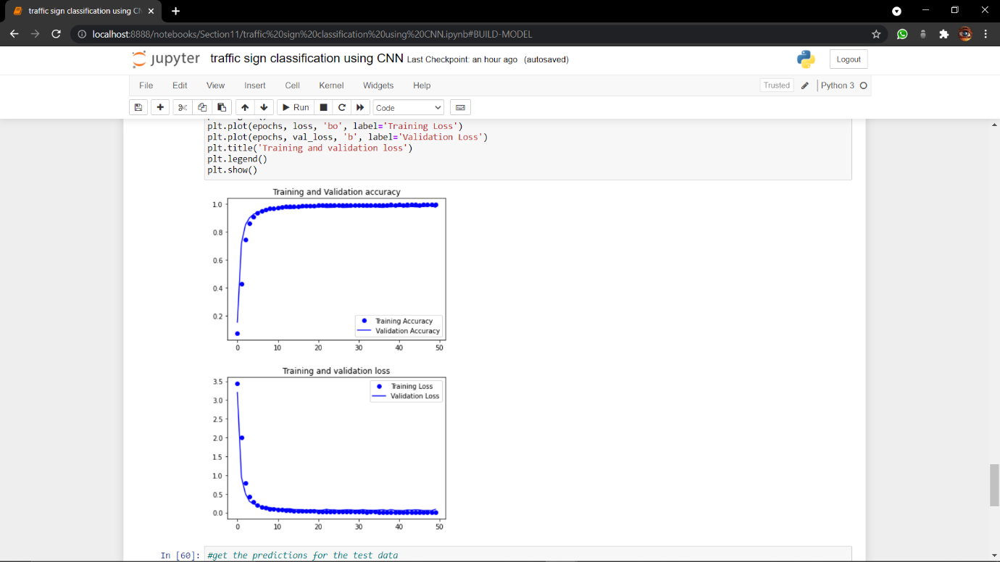 traffic sign classification using C
localhost:8888/notebooks/Section11/traffic%20sign%20classification%20using%20CNN.ipynb#BUILD-MODEL
jupyter traffic sign classification using CNN Last Checkpoint: an hour ago (autosaved)
Logout
File Edit View Insert Cell Kernel Widgets Help
Trusted Python 3
Run Code
plt.plot(epochs, loss, 'bo', label='Training Loss')
plt.plot(epochs, val_loss, 'b', label='Validation Loss')
plt.title('Training and validation loss')
plt.legend()
plt.show()
Training and Validation accuracy
1.0
0.8
0.6
0.4
0.2
Training Accuracy
Validation Accuracy
0 10 20 30 40 50
Training and validation loss
3.5
3.0
2.5
2.0
1.5
1.0
0.5
0.0
Training Loss
Validation Loss
0 10 20 30 40 50
In [60]: #get the predictions for the test data